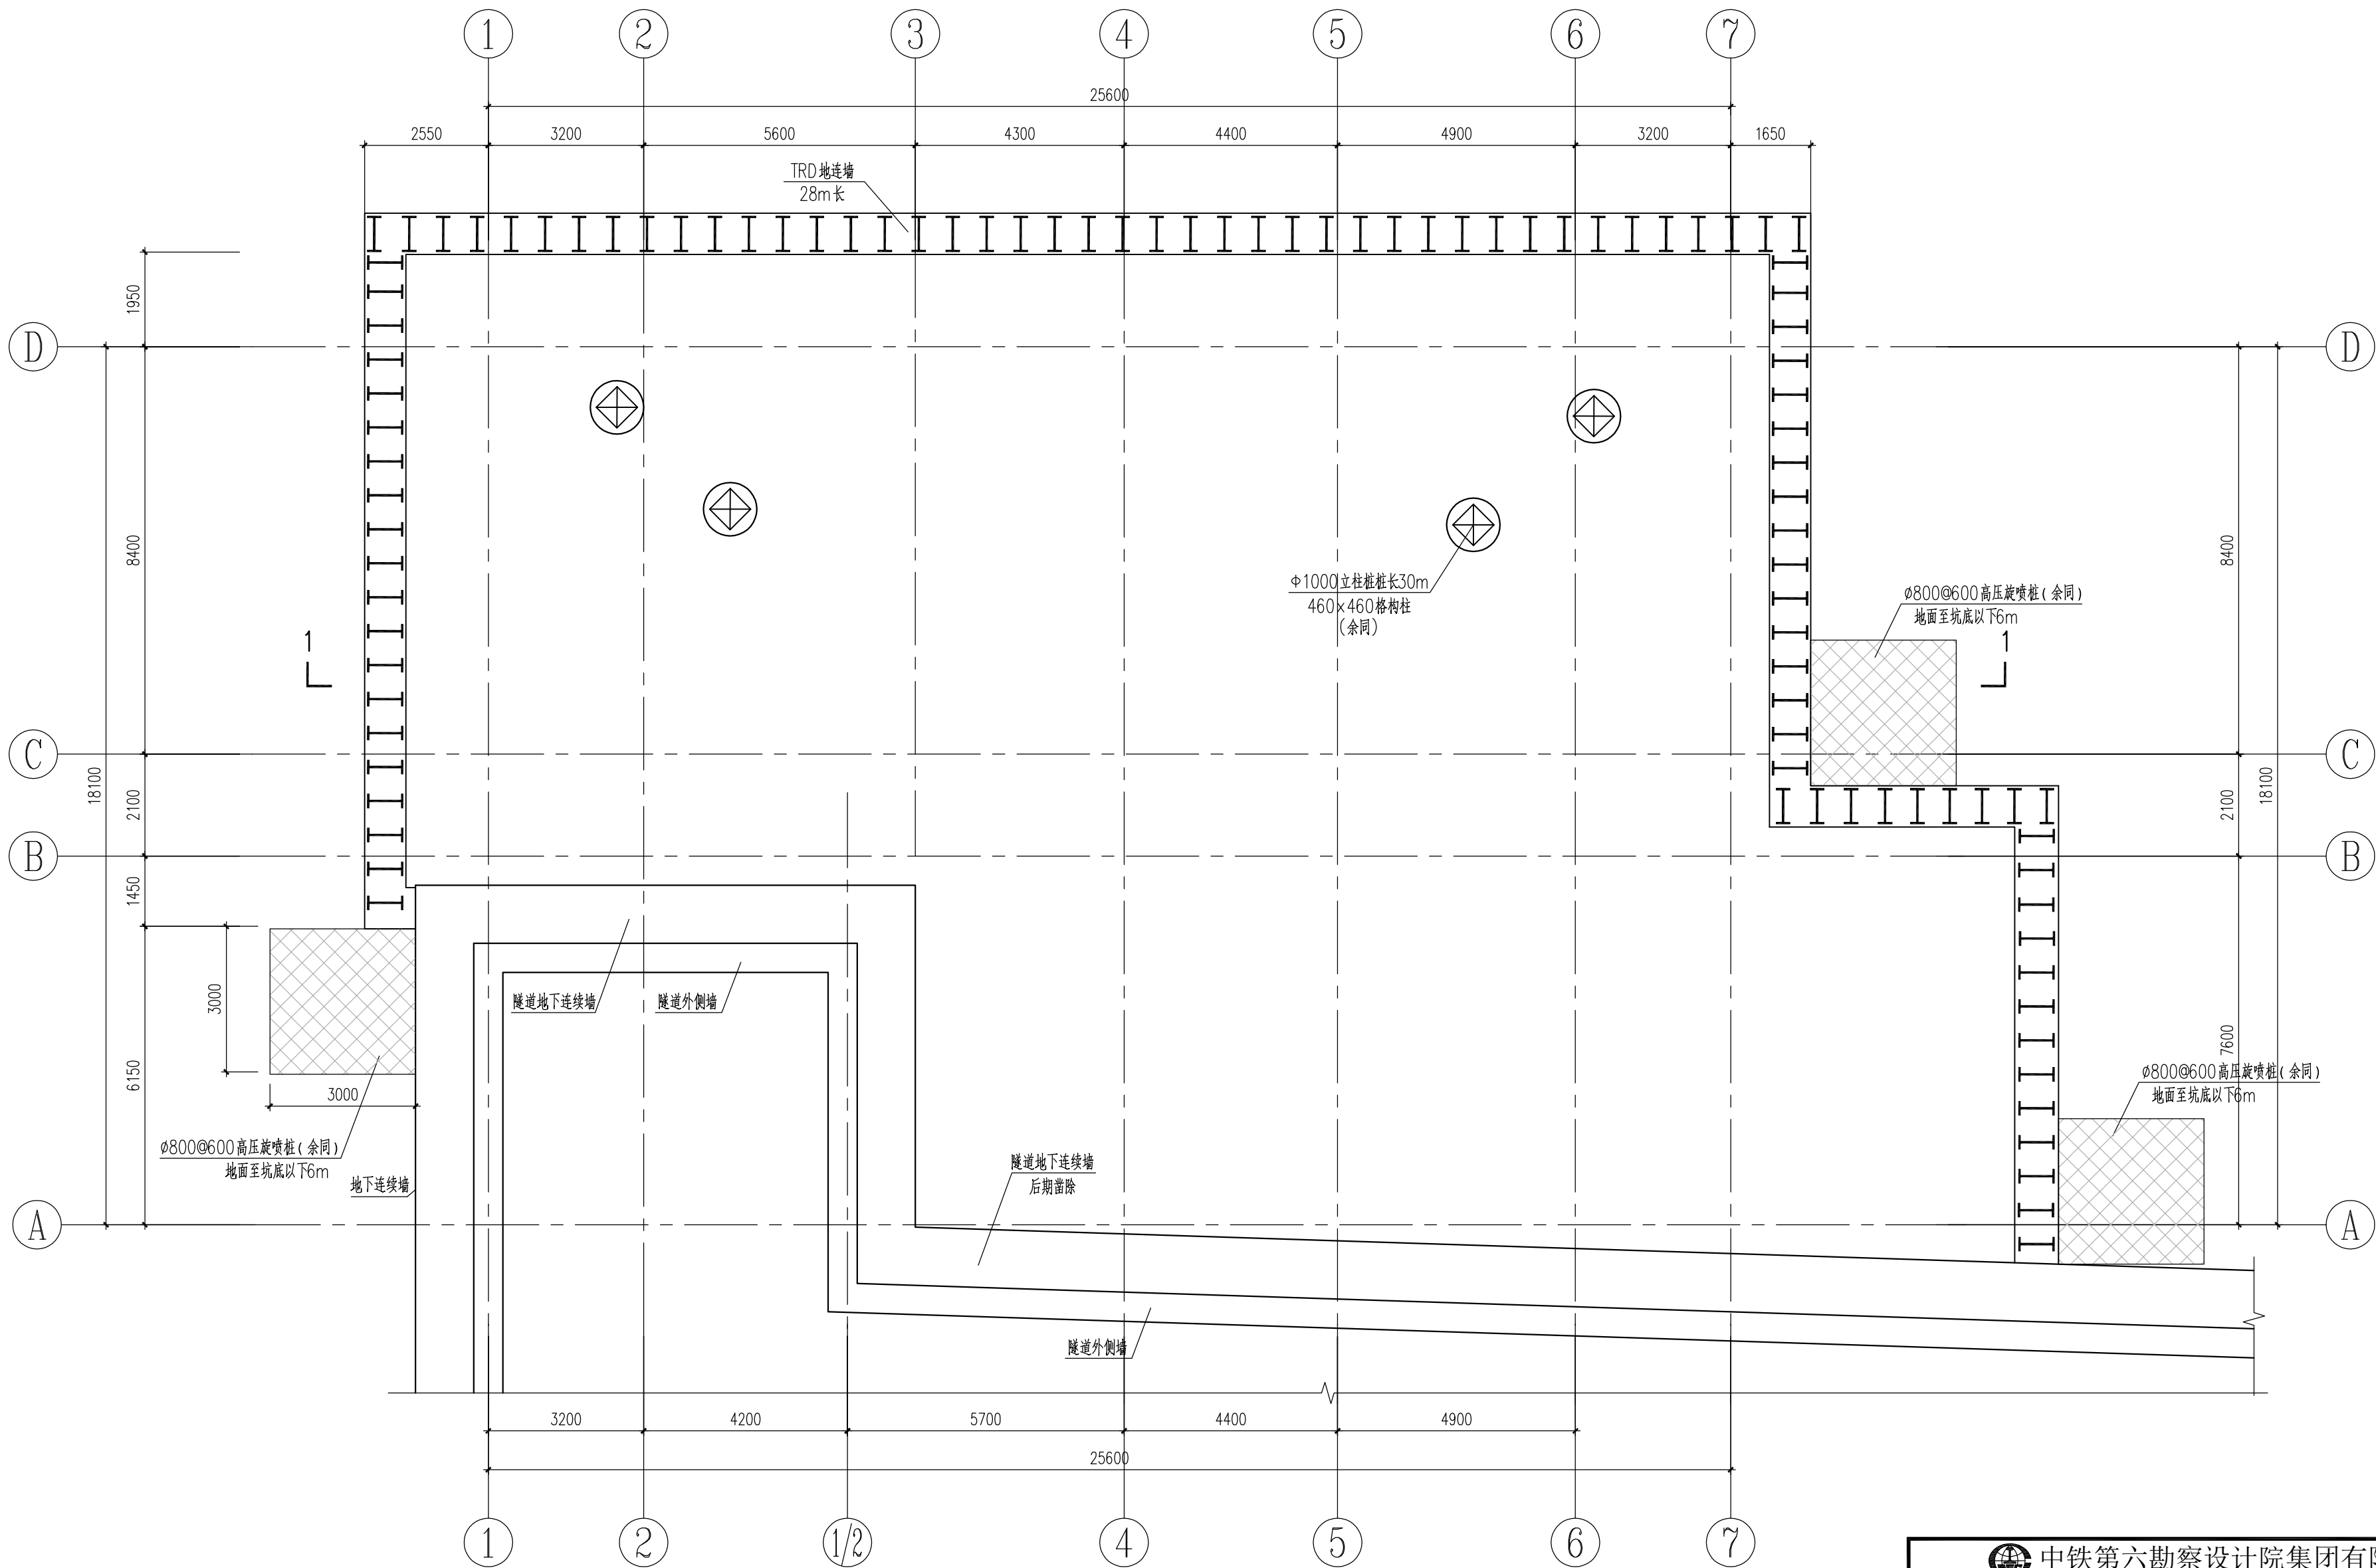 1 2 3 4 5 6 7
25600
2550 3200 5600 4300 4400 4900 3200 1650
TRD地连墙
28m长
1950
D D
8400 8400
Φ1000立柱桩桩长30m
460×460格构柱
(余同)
ø800@600高压旋喷桩(余同)
地面至坑底以下6m
1 1
C C
18100 2100 2100 18100
B B
1450
3000
隧道地下连续墙
隧道外侧墙
6150 7600
3000
ø800@600高压旋喷桩(余同)
地面至坑底以下6m
ø800@600高压旋喷桩(余同)
地面至坑底以下6m
地下连续墙
隧道地下连续墙
后期凿除
A A
隧道外侧墙
3200 4200 5700 4400 4900
25600
1 2 1/2 4 5 6 7
中铁第六勘察设计院集团有限